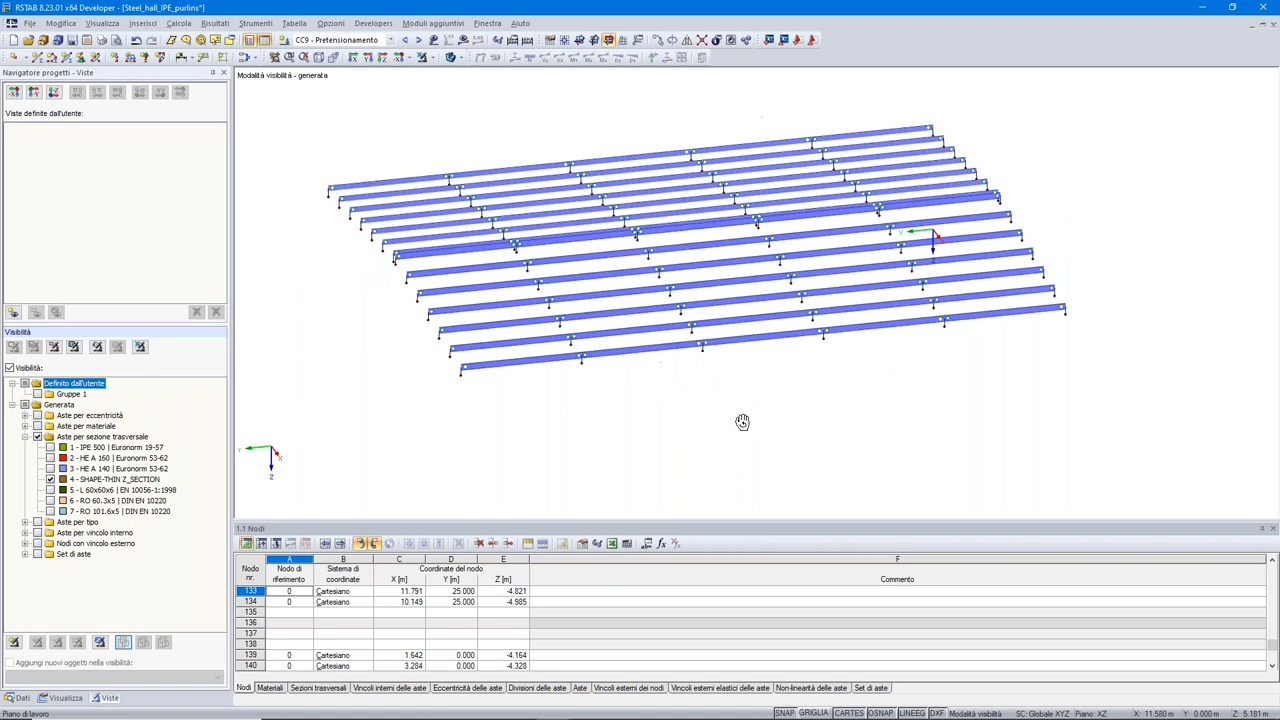 RSTAB 8.23.01 x64 Developer - [Steel_hall_IPE_purlins*]
File Modifica Visualizza Inserisci Calcola Risultati Strumenti Tabella Opzioni Developers Moduli aggiuntivi Finestra Aiuto
CC9 - Pretensionamento
Navigatore progetti - Viste
Modalità visibilità - generata
Viste definite dall'utente:
Visibilità
Visibilità:
Definito dall'utente
Gruppe 1
Generata
Aste per eccentricità
Aste per materiale
Aste per sezione trasversale
1 - IPE 500 | Euronorm 19-57
2 - HE A 160 | Euronorm 53-62
3 - HE A 140 | Euronorm 53-62
4 - SHAPE-THIN Z_SECTION
5 - L 60x60x6 | EN 10056-1:1998
6 - RO 60.3x5 | DIN EN 10220
7 - RO 101.6x5 | DIN EN 10220
Aste per tipo
Aste per vincolo interno
Nodi con vincolo esterno
Set di aste
Aggiungi nuovi oggetti nella visibilità:
Dati Visualizza Viste
Y X Z
Y Z
1.1 Nodi
A B C D E F
Nodo nr. Nodo di riferimento Sistema di coordinate Coordinate del nodo
X [m] Y [m] Z [m] Commento
133 0 Cartesiano 11.791 25.000 -4.821
134 0 Cartesiano 10.149 25.000 -4.985
135
136
137
138
139 0 Cartesiano 1.642 0.000 -4.164
140 0 Cartesiano 3.284 0.000 -4.328
Nodi Materiali Sezioni trasversali Vincoli interni delle aste Eccentricità delle aste Divisioni delle aste Aste Vincoli esterni dei nodi Vincoli esterni elastici delle aste Non-linearità delle aste Set di aste
Piano di lavoro SNAP GRIGLIA CARTES OSNAP LINEEG DXF Modalità visibilità SC: Globale XYZ Piano: XZ X: 11.580 m Y: 0.000 m Z: 5.181 m